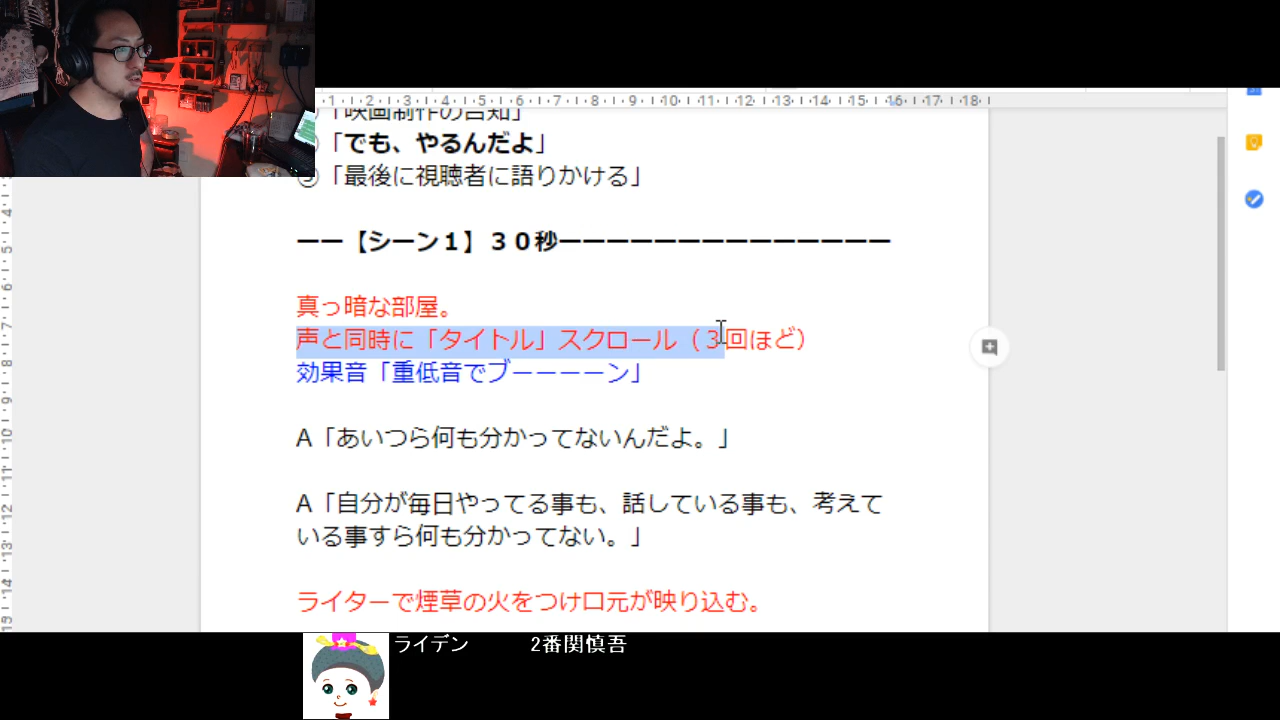 「映画制作の告知」
「でも、やるんだよ」
⑤「最後に視聴者に語りかける」
ーー【シーン１】３０秒ーーーーーーーーーーーーーー
真っ暗な部屋。
声と同時に「タイトル」スクロール（３回ほど）
効果音「重低音でブーーーーン」
A「あいつら何も分かってないんだよ。」
A「自分が毎日やってる事も、話している事も、考えて
いる事すら何も分かってない。」
ライターで煙草の火をつけ口元が映り込む。
ライデン 2番関慎吾